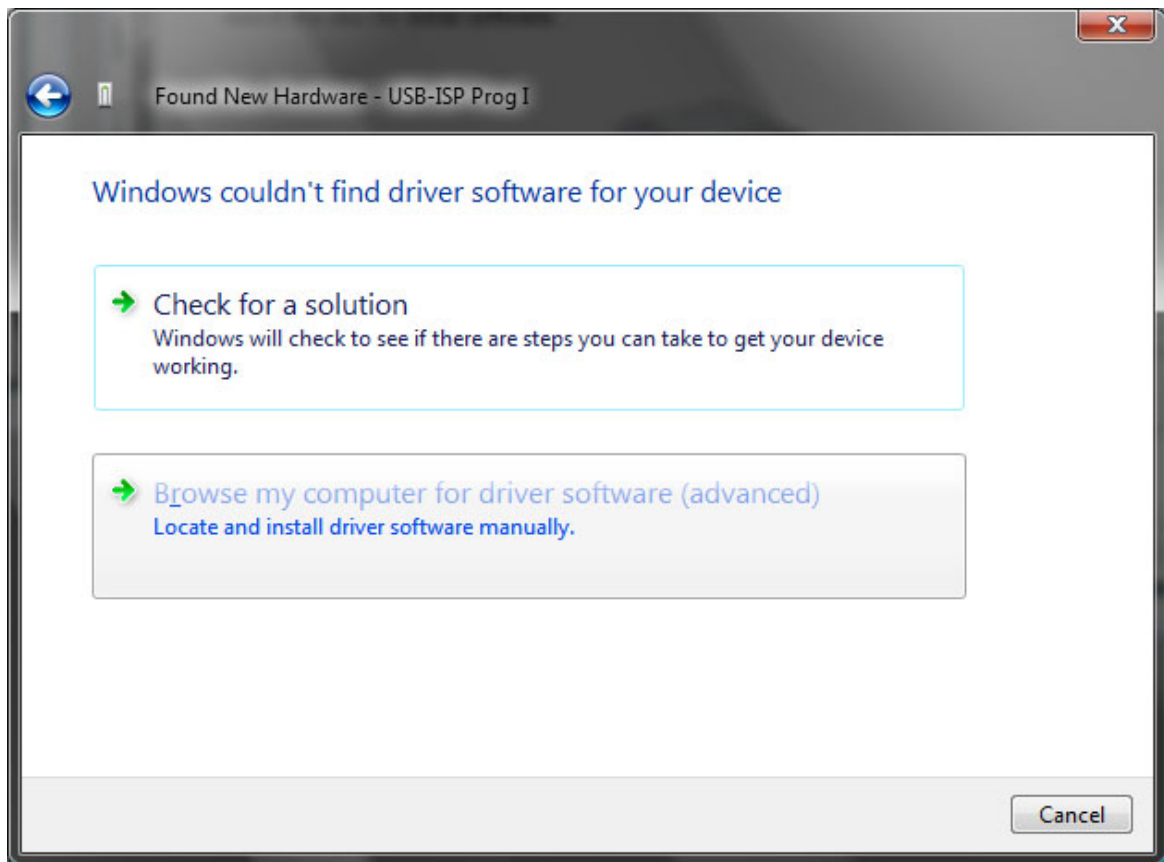 Found New Hardware - USB-ISP Prog I
Windows couldn't find driver software for your device
Check for a solution
Windows will check to see if there are steps you can take to get your device
working.
Browse my computer for driver software (advanced)
Locate and install driver software manually.
Cancel